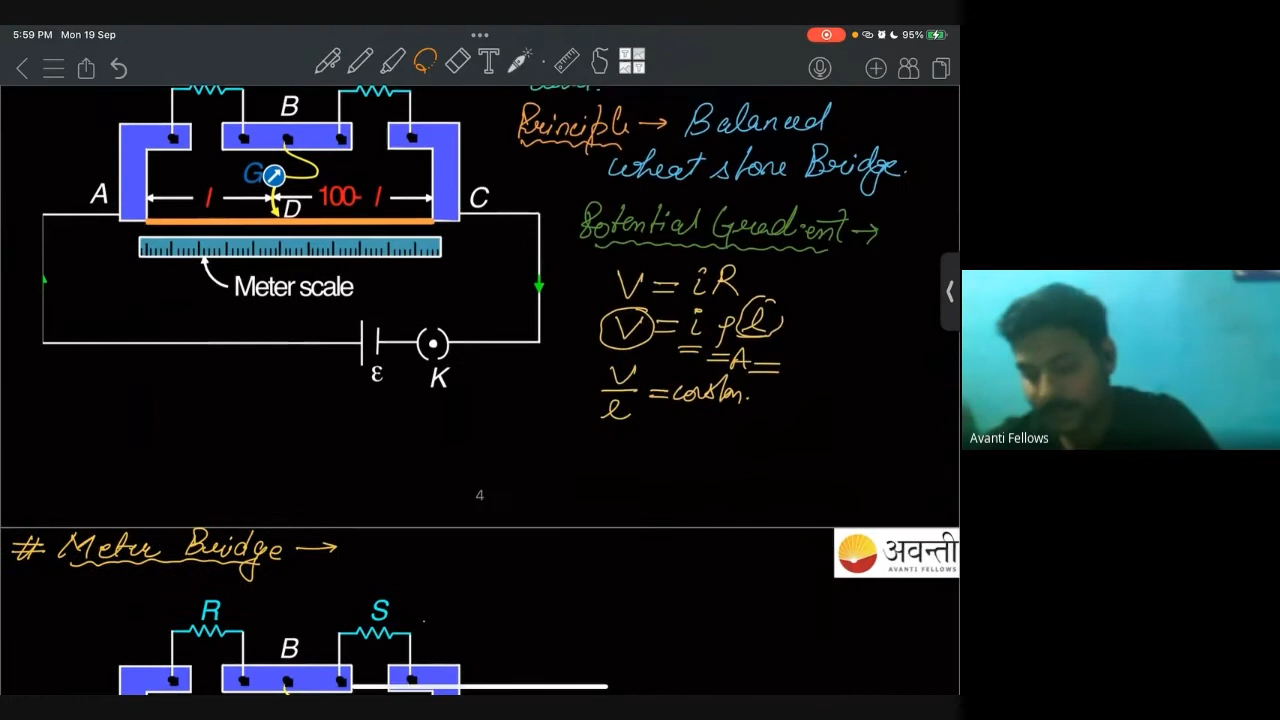 5:59 PM Mon 19 Sep
95%
B
G
A
l
100- l
C
D
Meter scale
ε
K
Principle → Balanced
wheat stone Bridge.
Potential Gradient →
V = iR
V = i ρ l
A
V
l = constan.
4
# Meter Bridge →
अवन्ती
AVANTI FELLOWS
R
S
B
Avanti Fellows